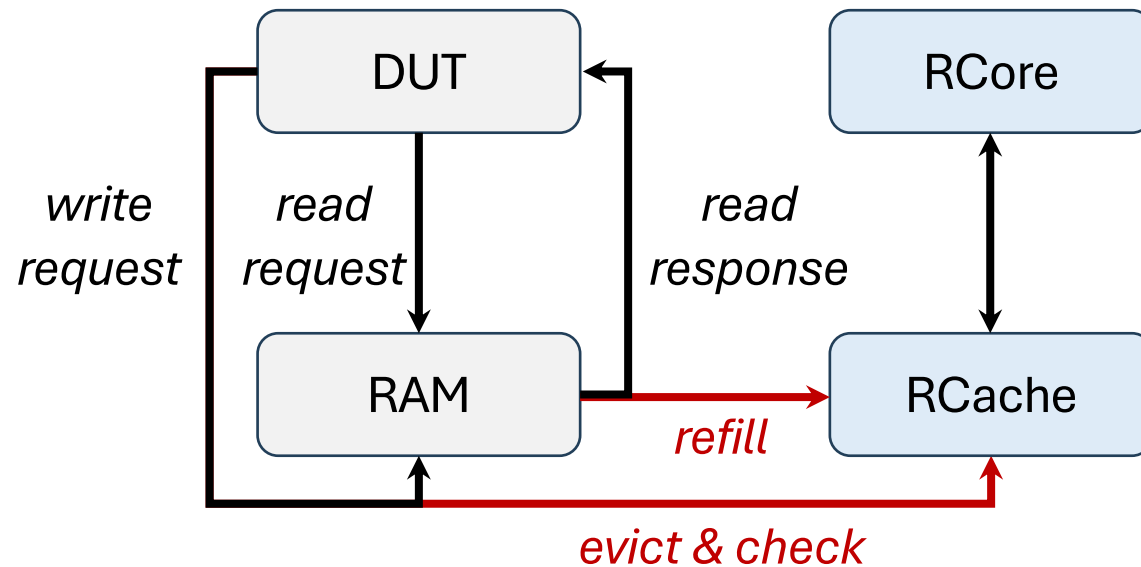 DUT
RCore
write
request
read
request
read
response
RAM
RCache
refill
evict & check